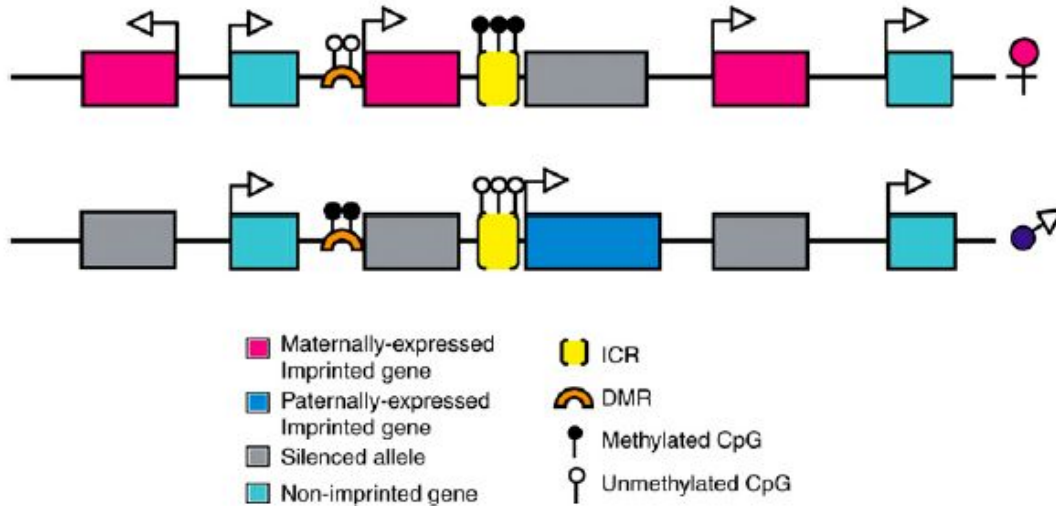 Maternally-expressed
Imprinted gene
Paternally-expressed
Imprinted gene
Silenced allele
Non-imprinted gene
ICR
DMR
Methylated CpG
Unmethylated CpG